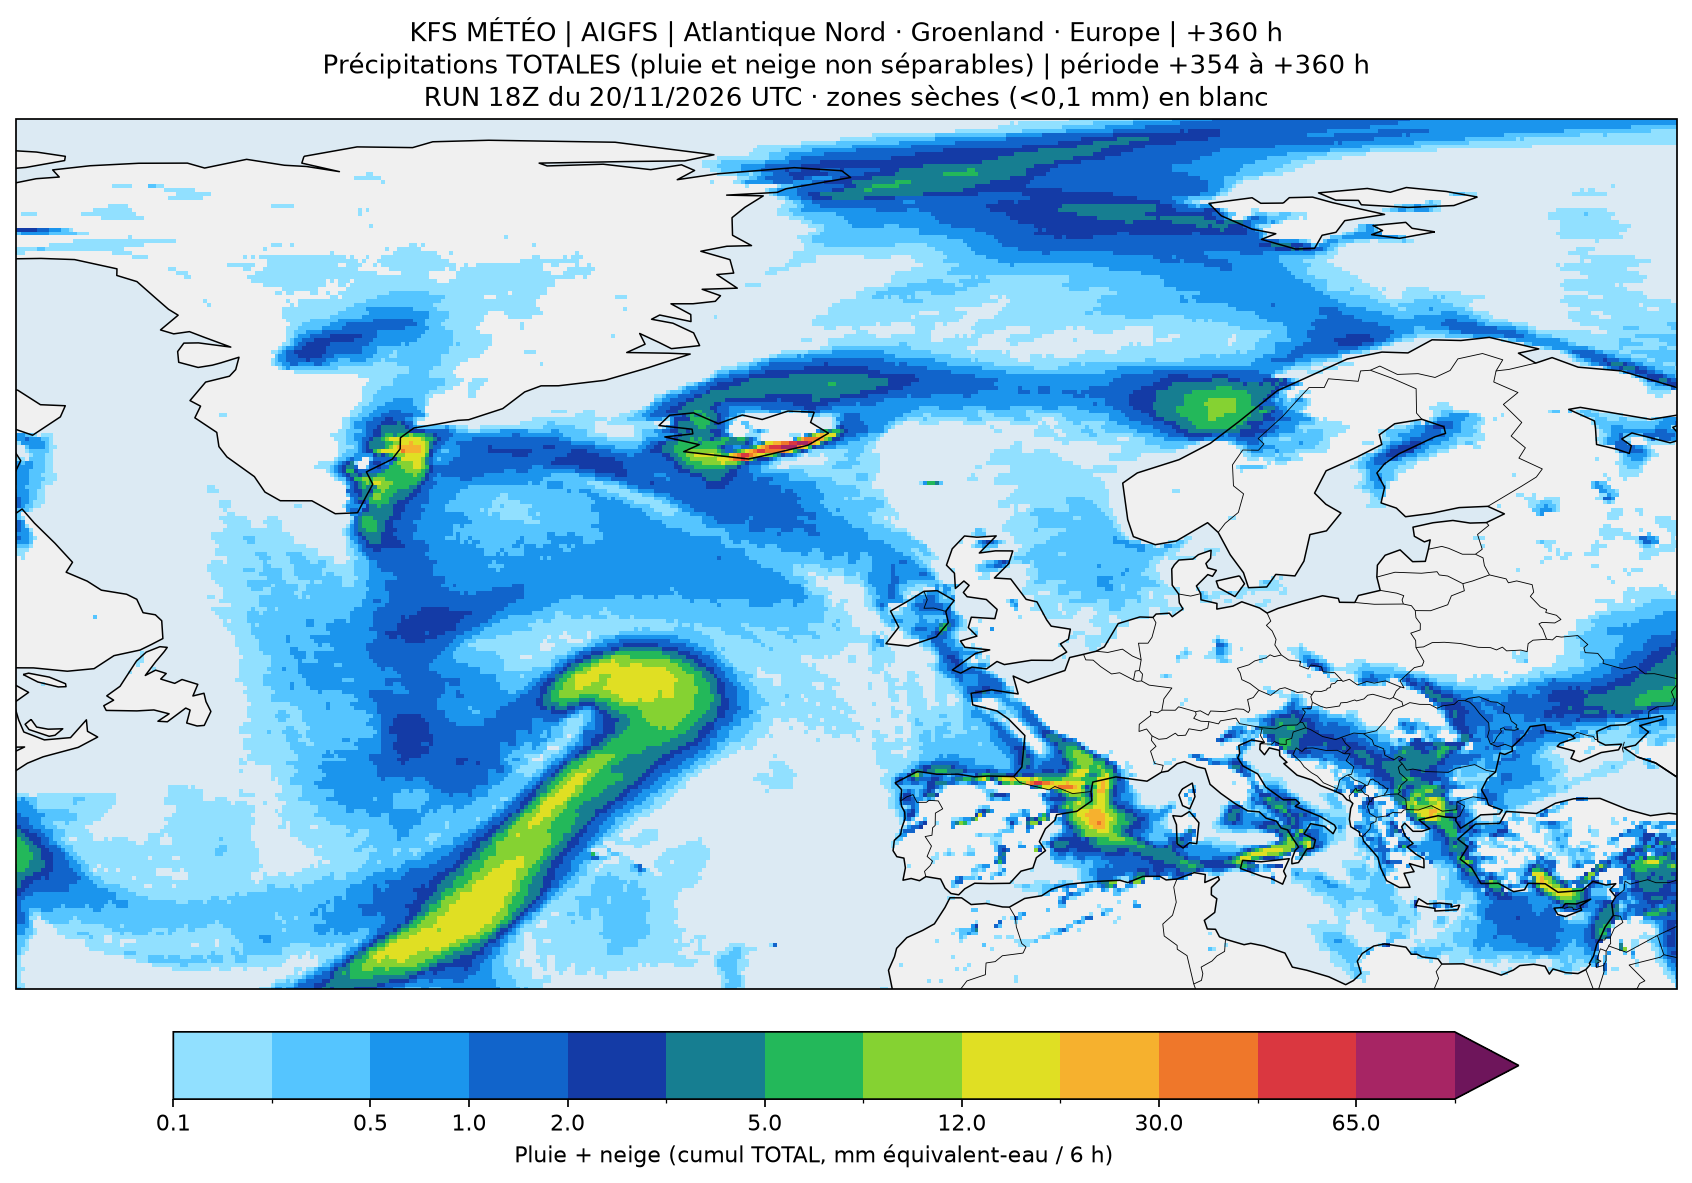 KFS MÉTÉO | AIGFS | Atlantique Nord · Groenland · Europe | +360 h
Précipitations TOTALES (pluie et neige non séparables) | période +354 à +360 h
RUN 18Z du 20/11/2026 UTC · zones sèches (<0,1 mm) en blanc
0.1 0.5 1.0 2.0 5.0 12.0 30.0 65.0
Pluie + neige (cumul TOTAL, mm équivalent-eau / 6 h)